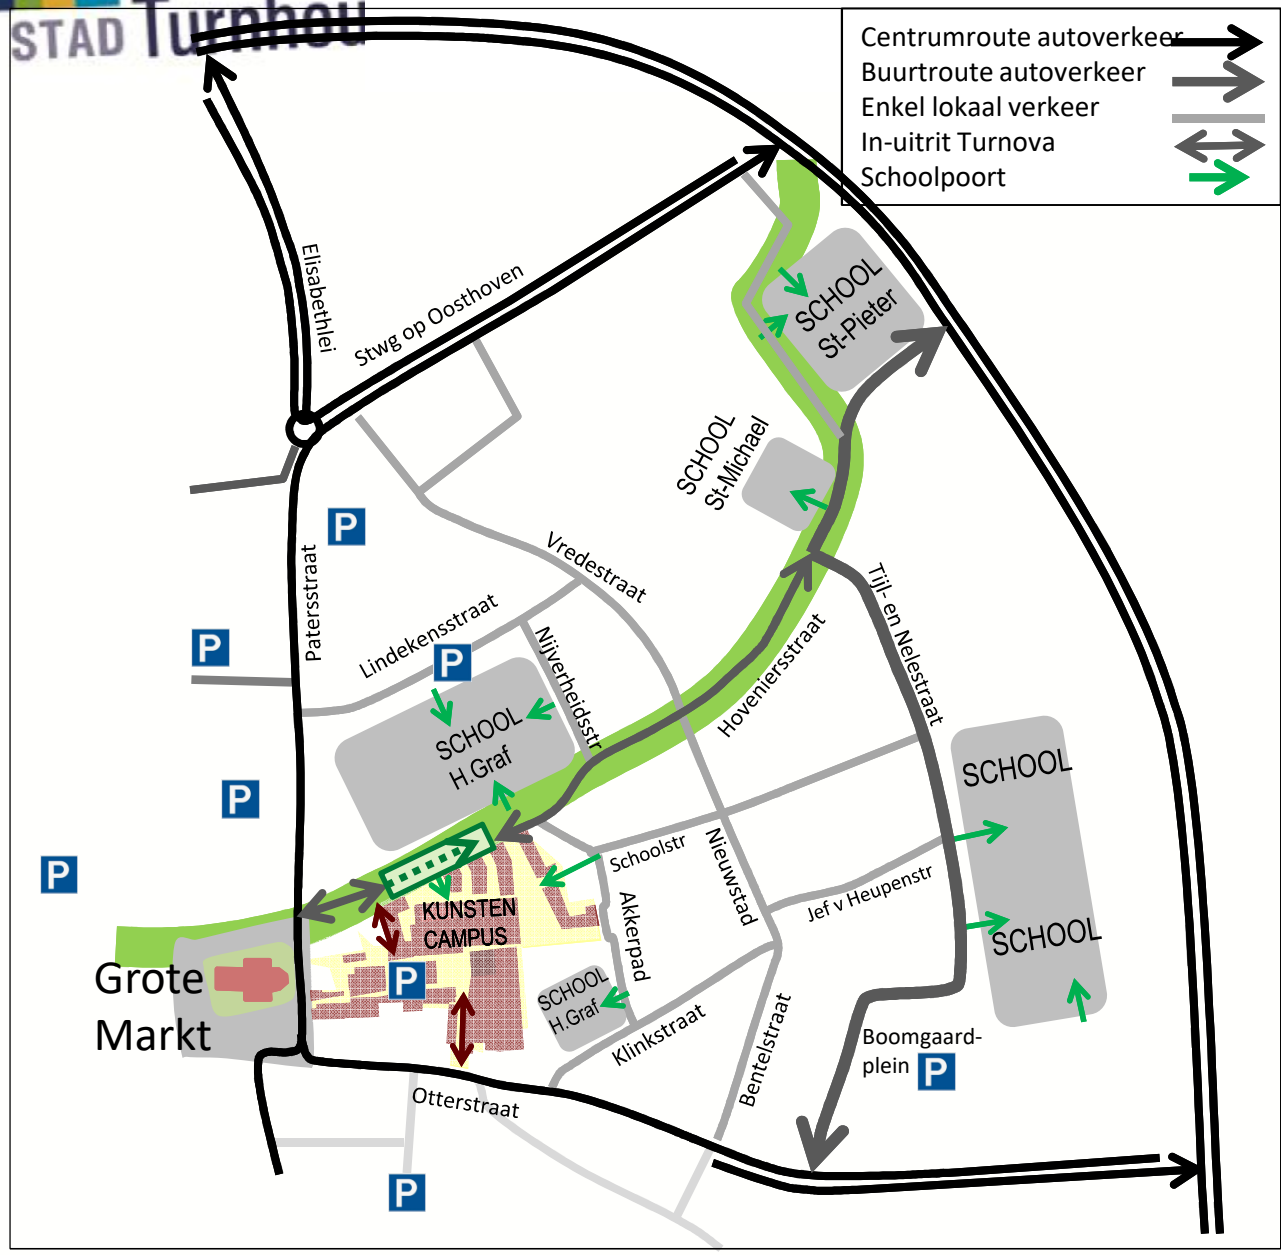 STAD Turnhou
Centrumroute autoverkeer
Buurtroute autoverkeer
Enkel lokaal verkeer
In-uitrit Turnova
Schoolpoort
Elisabethlei
Stwg op Oosthoven
SCHOOL
St-Pieter
SCHOOL
St-Michael
P
Patersstraat
Vredestraat
Tijl- en Nelestraat
Lindekensstraat
P
P
Nijverheidsstr
Hoveniersstraat
SCHOOL
H.Graf
SCHOOL
P
P
Schoolstr
Nieuwstad
Jef v Heupenstr
Akkerpad
KUNSTEN
CAMPUS
SCHOOL
Grote
Markt
P
SCHOOL
H.Graf
Klinkstraat
Bentelstraat
Boomgaard-
plein P
Otterstraat
P